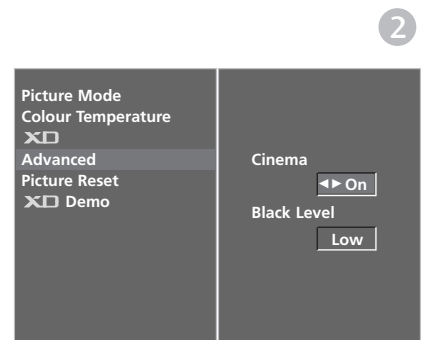 2
Picture Mode
Colour Temperature
XD
Advanced
Picture Reset
XD Demo
Cinema
◄► On
Black Level
Low